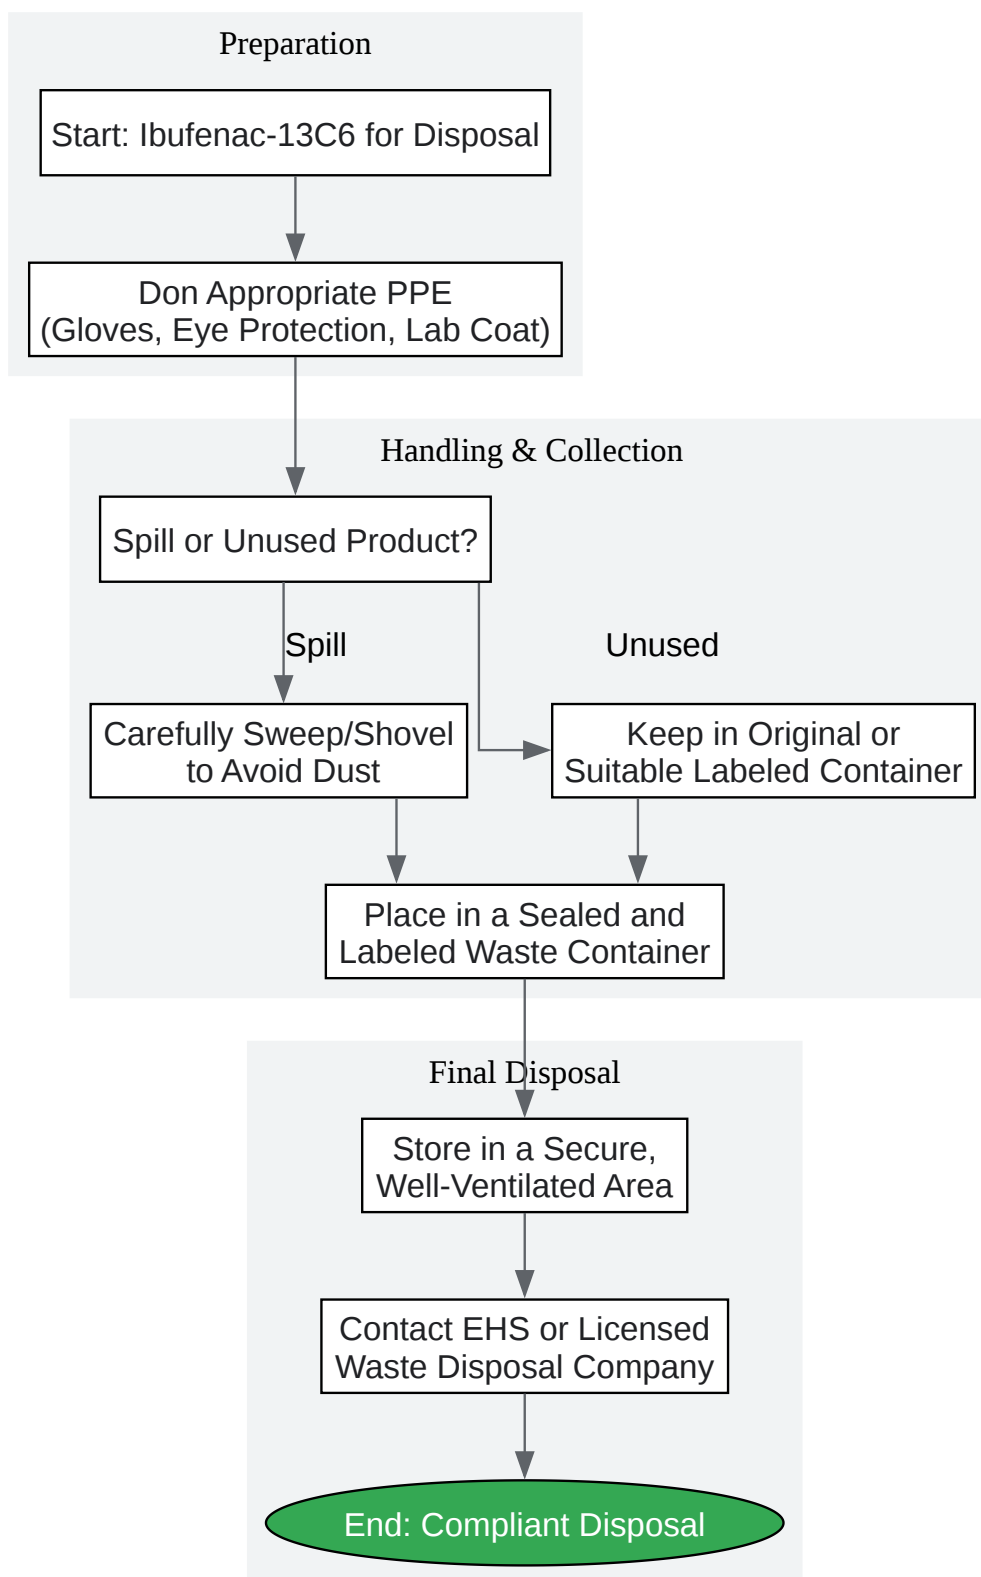 Preparation
Start: Ibufenac-13C6 for Disposal
Don Appropriate PPE
(Gloves, Eye Protection, Lab Coat)
Handling & Collection
Spill or Unused Product?
Spill
Unused
Carefully Sweep/Shovel
to Avoid Dust
Keep in Original or
Suitable Labeled Container
Place in a Sealed and
Labeled Waste Container
Final Disposal
Store in a Secure,
Well-Ventilated Area
Contact EHS or Licensed
Waste Disposal Company
End: Compliant Disposal